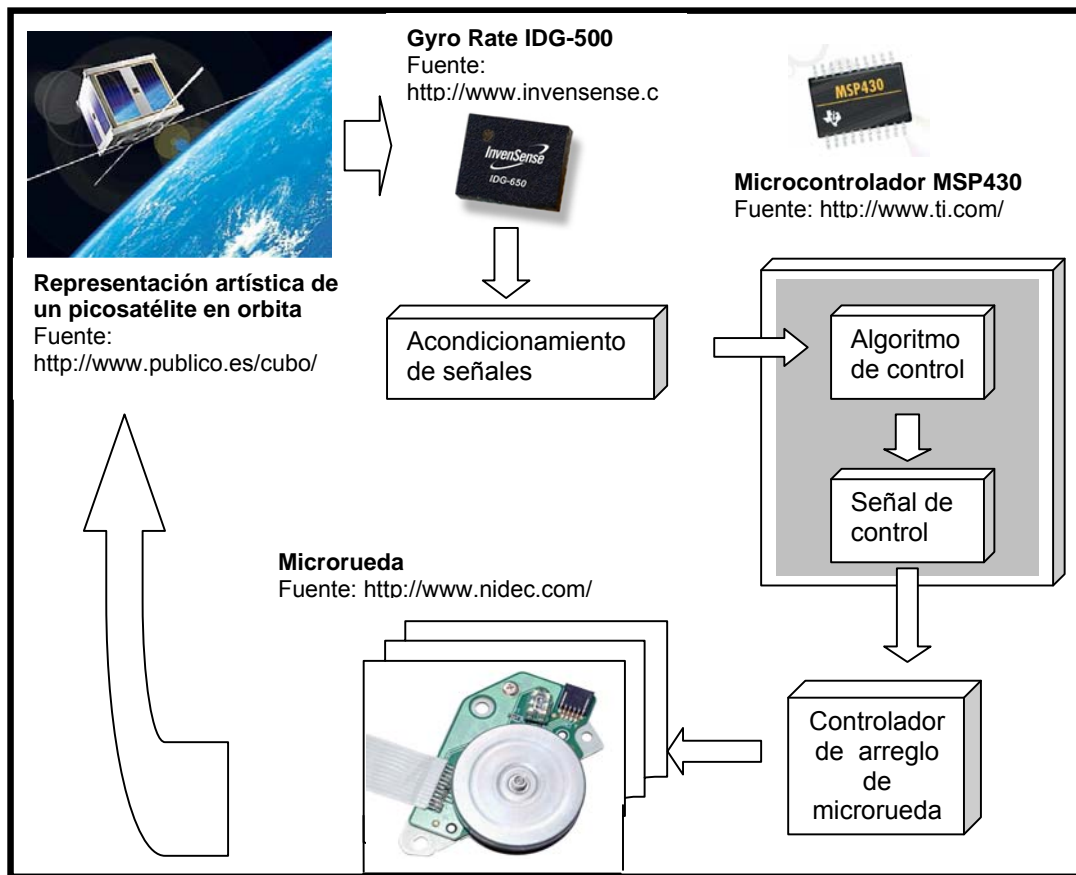 Gyro Rate IDG-500
Fuente:
http://www.invensense.c
InvenSense
IDG-650
MSP430
Microcontrolador MSP430
Fuente: http://www.ti.com/
Representación artística de
un picosatélite en orbita
Fuente:
http://www.publico.es/cubo/
Acondicionamiento
de señales
Algoritmo
de control
Señal de
control
Microrueda
Fuente: http://www.nidec.com/
Controlador
de arreglo
de
microrueda